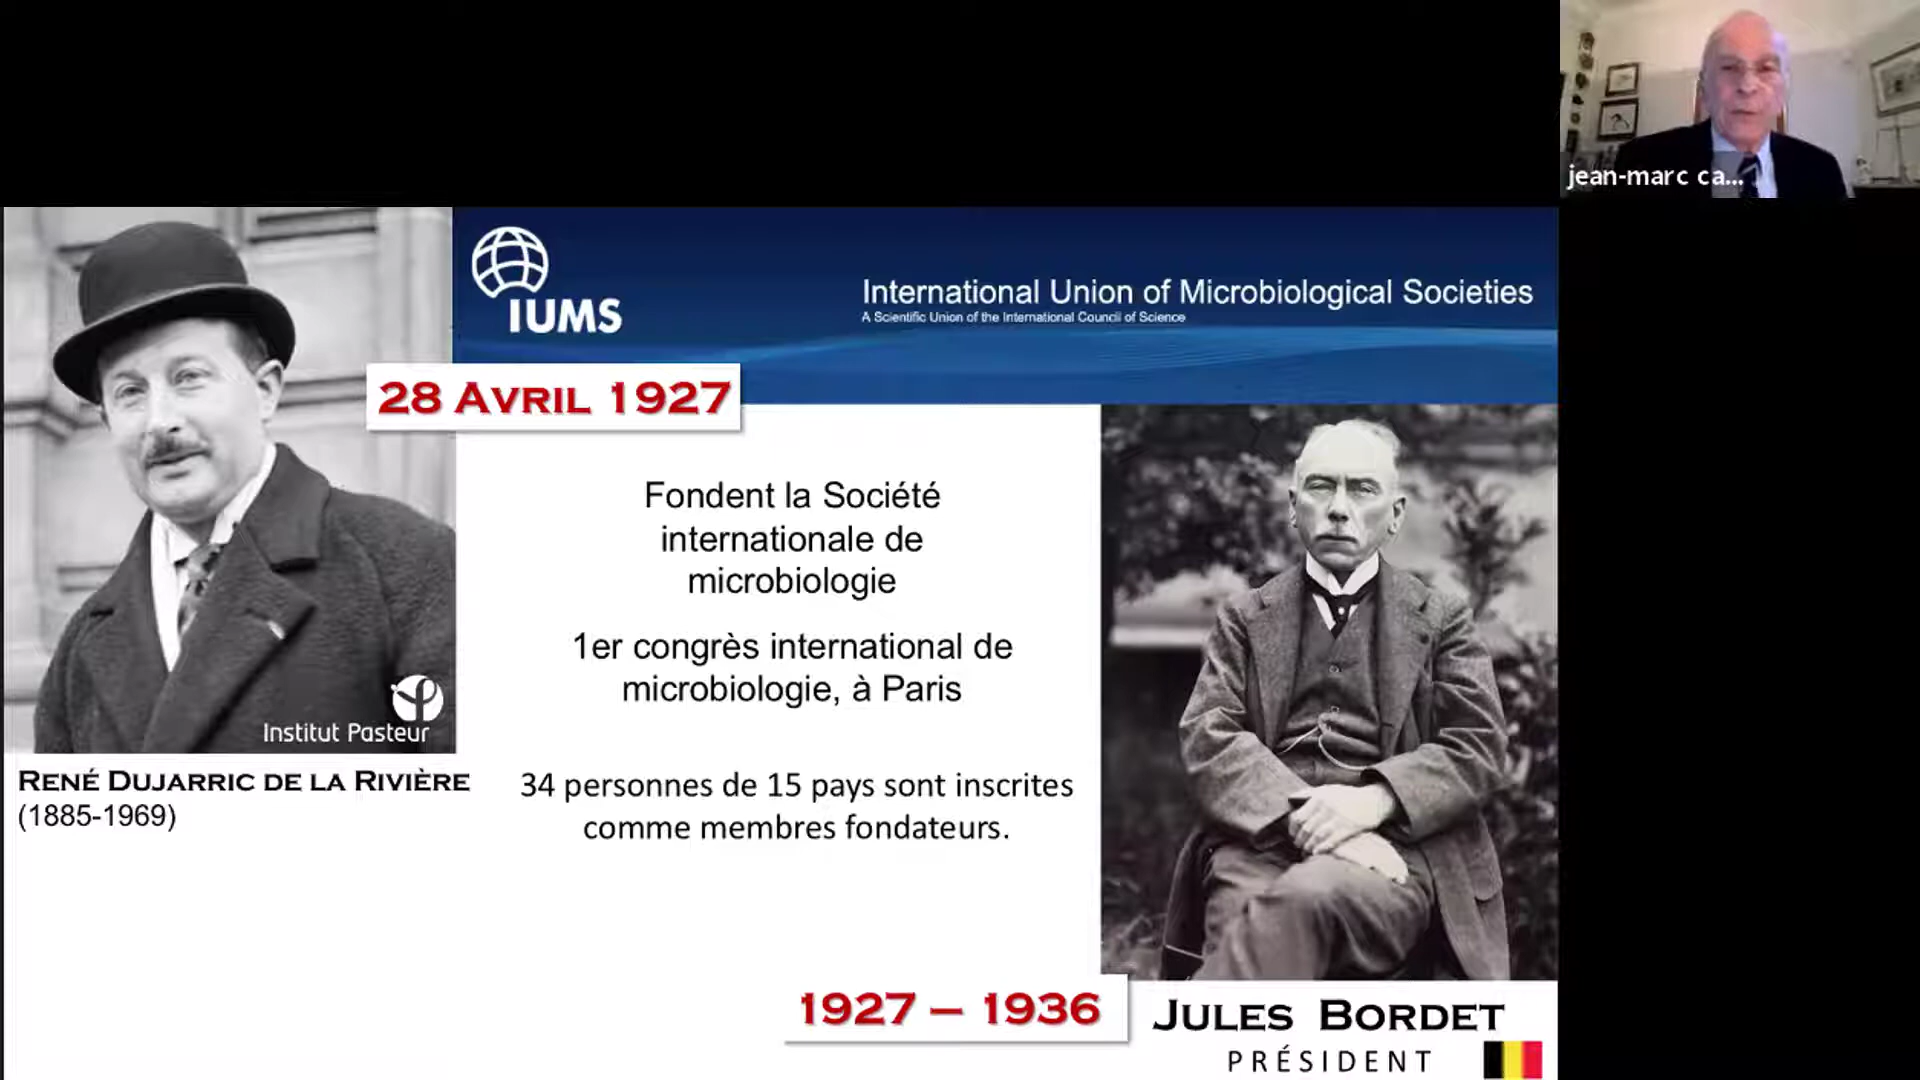 jean-marc ca...
IUMS
International Union of Microbiological Societies
A Scientific Union of the International Council of Science
28 AVRIL 1927
Fondent la Société
internationale de
microbiologie
1er congrès international de
microbiologie, à Paris
34 personnes de 15 pays sont inscrites
comme membres fondateurs.
Institut Pasteur
RENÉ DUJARRIC DE LA RIVIÈRE
(1885-1969)
1927 – 1936
JULES BORDET
PRÉSIDENT